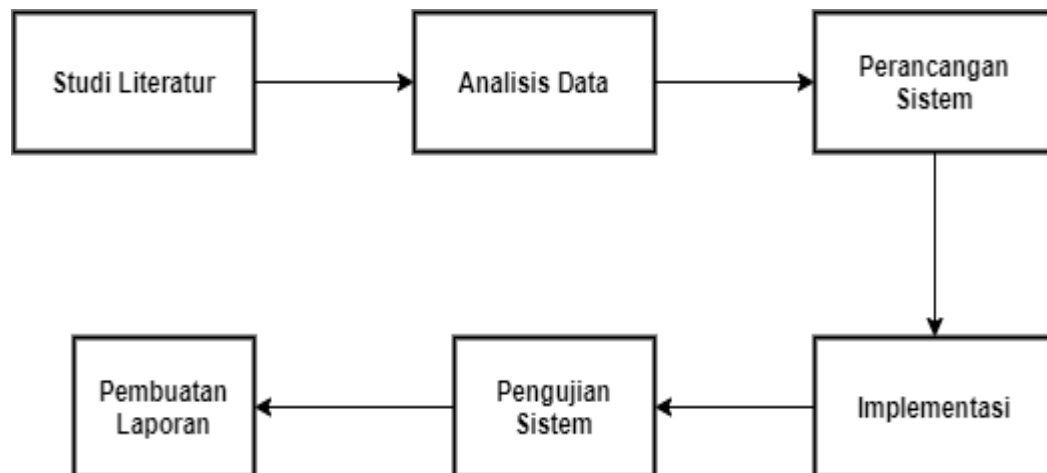 Studi Literatur
Analisis Data
Perancangan
Sistem
Implementasi
Pengujian
Sistem
Pembuatan
Laporan